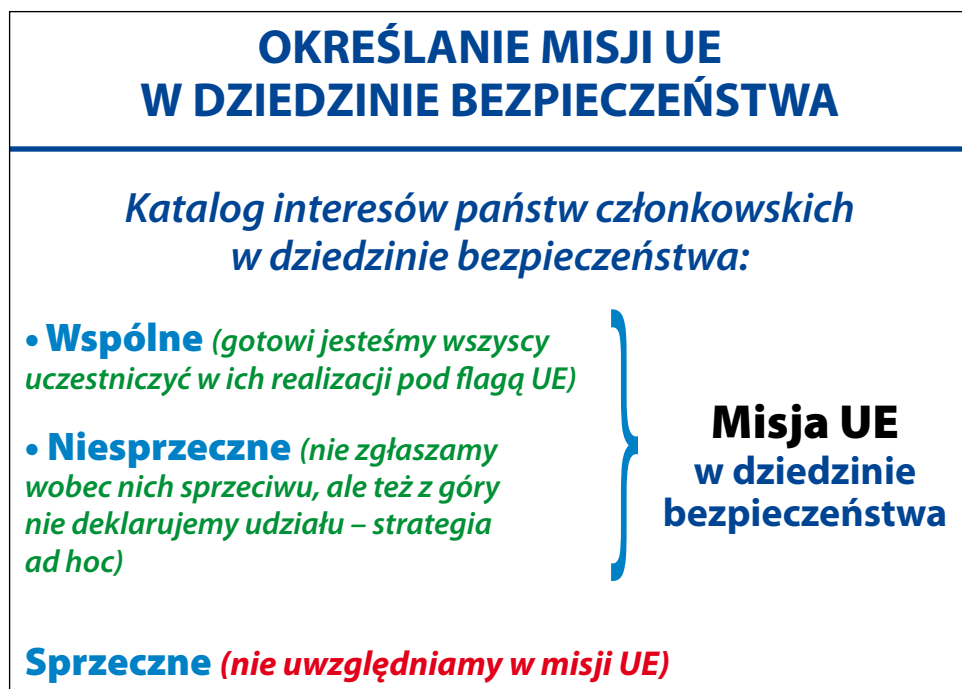 OKREŚLANIE MISJI UE
W DZIEDZINIE BEZPIECZEŃSTWA
Katalog interesów państw członkowskich
w dziedzinie bezpieczeństwa:
• Wspólne (gotowi jesteśmy wszyscy
uczestniczyć w ich realizacji pod flagą UE)
• Niesprzeczne (nie zgłaszamy
wobec nich sprzeciwu, ale też z góry
nie deklarujemy udziału – strategia
ad hoc)
Misja UE
w dziedzinie
bezpieczeństwa
Sprzeczne (nie uwzględniamy w misji UE)